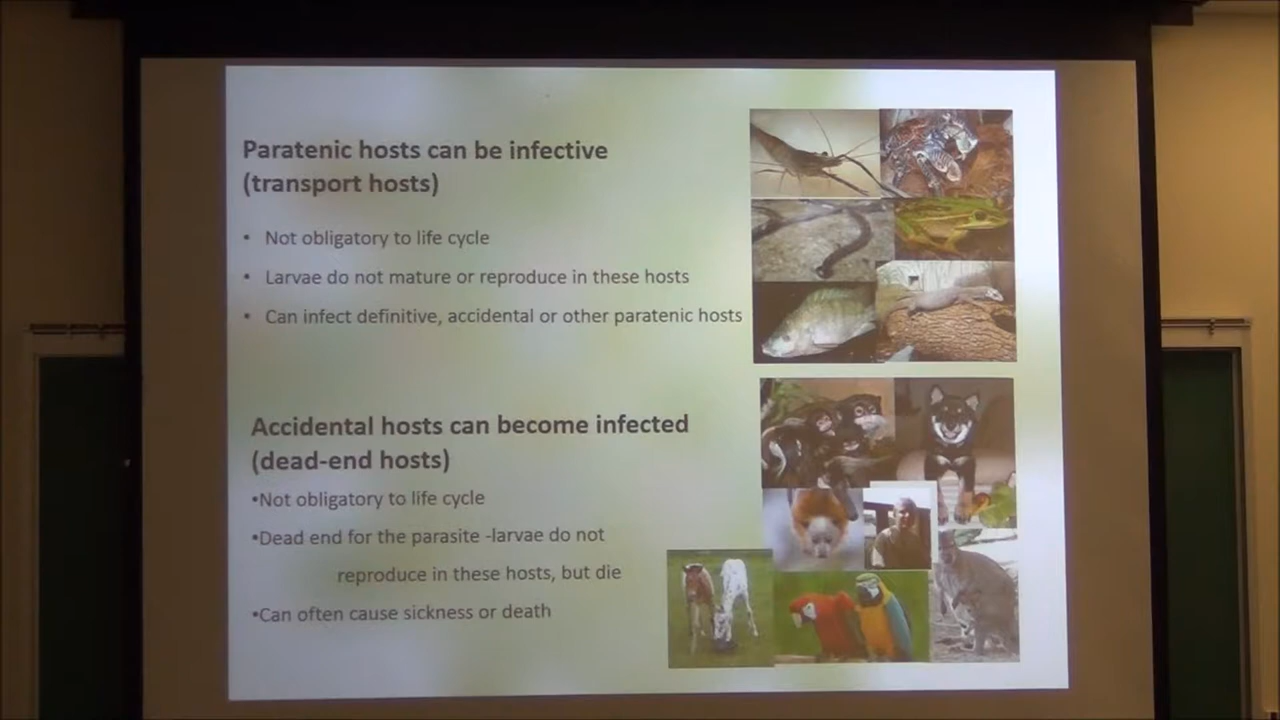 Paratenic hosts can be infective
(transport hosts)
• Not obligatory to life cycle
• Larvae do not mature or reproduce in these hosts
• Can infect definitive, accidental or other paratenic hosts
Accidental hosts can become infected
(dead-end hosts)
•Not obligatory to life cycle
•Dead end for the parasite -larvae do not
reproduce in these hosts, but die
•Can often cause sickness or death